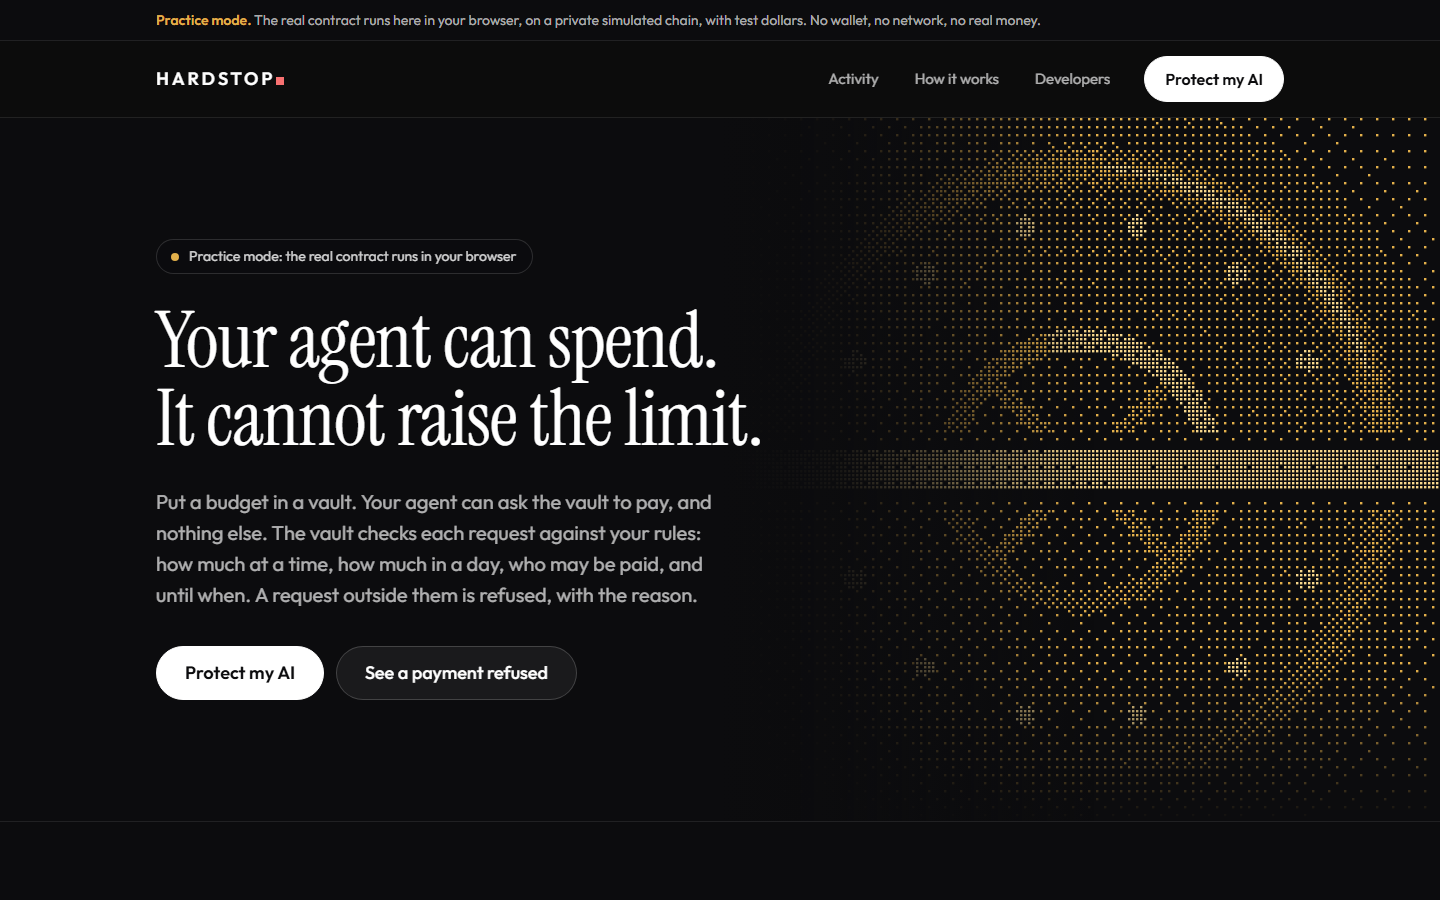 Practice mode. The real contract runs here in your browser, on a private simulated chain, with test dollars. No wallet, no network, no real money.
HARDSTOP
Activity
How it works
Developers
Protect my AI
Practice mode: the real contract runs in your browser
Your agent can spend.
It cannot raise the limit.
Put a budget in a vault. Your agent can ask the vault to pay, and
nothing else. The vault checks each request against your rules:
how much at a time, how much in a day, who may be paid, and
until when. A request outside them is refused, with the reason.
Protect my AI
See a payment refused